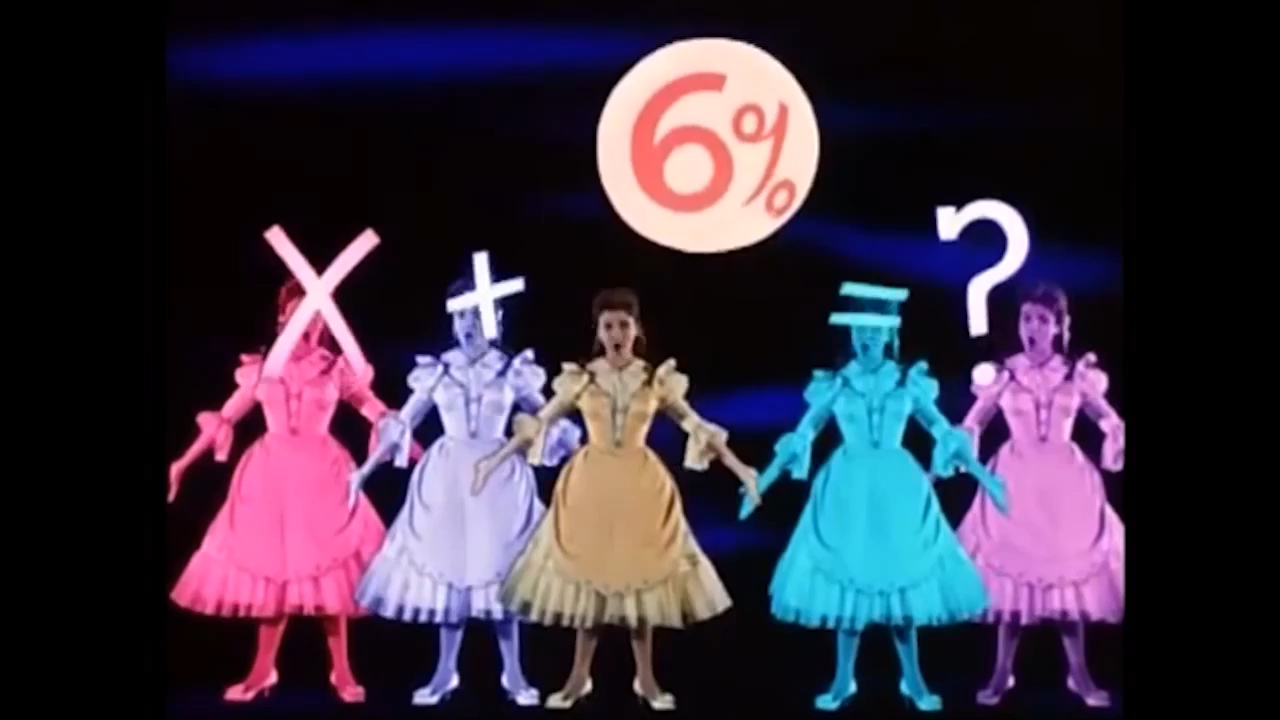 6%
× + = ?